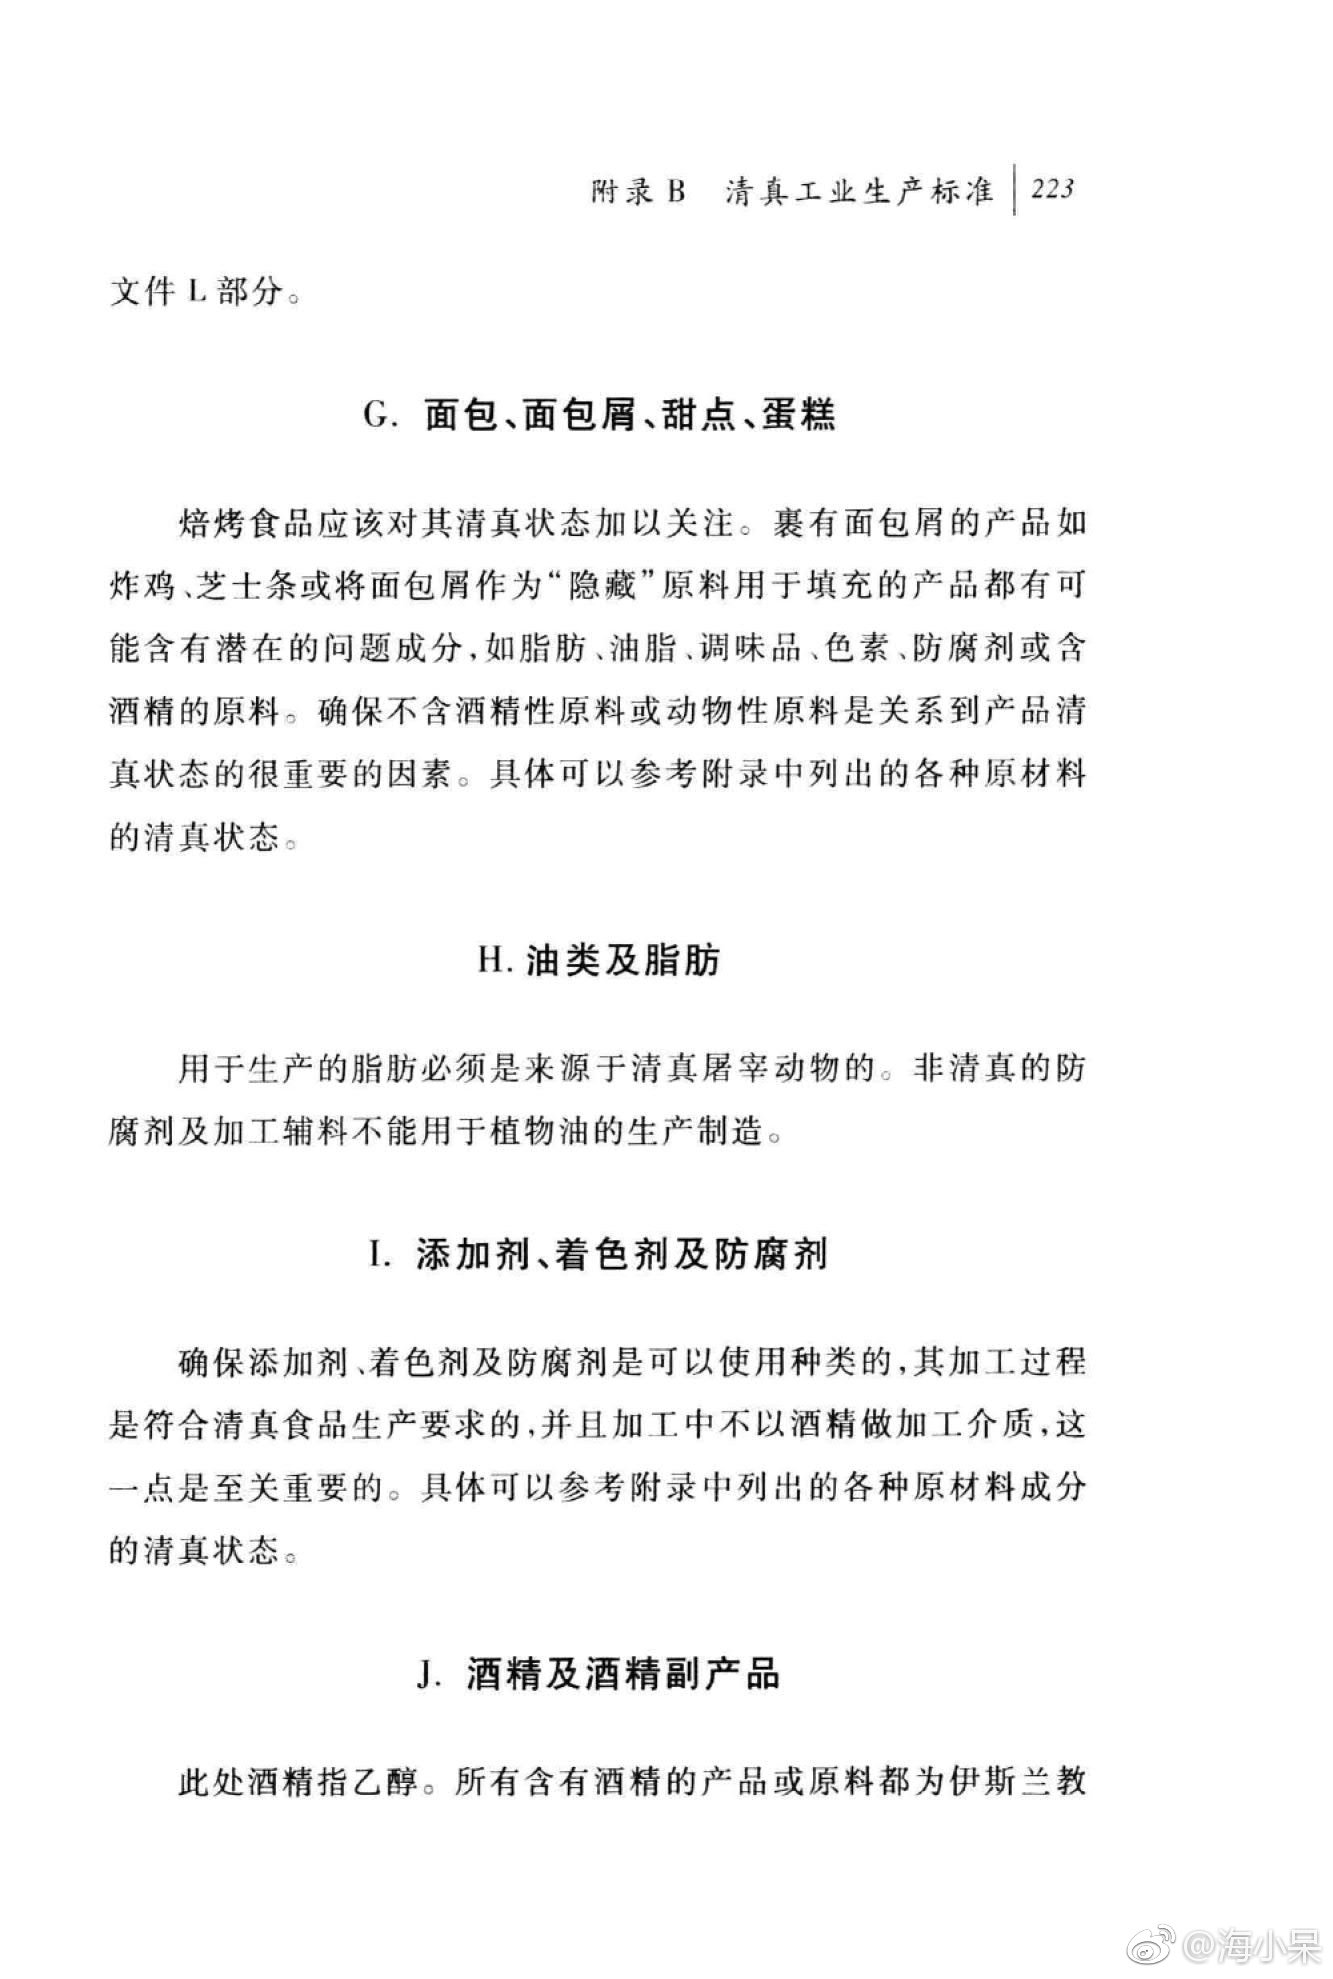 附录 B 清真工业生产标准 223
文件 L 部分。
G. 面包、面包屑、甜点、蛋糕
焙烤食品应该对其清真状态加以关注。裹有面包屑的产品如
炸鸡、芝士条或将面包屑作为“隐藏”原料用于填充的产品都有可
能含有潜在的问题成分,如脂肪、油脂、调味品、色素、防腐剂或含
酒精的原料。确保不含酒精性原料或动物性原料是关系到产品清
真状态的很重要的因素。具体可以参考附录中列出的各种原材料
的清真状态。
H. 油类及脂肪
用于生产的脂肪必须是来源于清真屠宰动物的。非清真的防
腐剂及加工辅料不能用于植物油的生产制造。
I. 添加剂、着色剂及防腐剂
确保添加剂、着色剂及防腐剂是可以使用种类的,其加工过程
是符合清真食品生产要求的,并且加工中不以酒精做加工介质,这
一点是至关重要的。具体可以参考附录中列出的各种原材料成分
的清真状态。
J. 酒精及酒精副产品
此处酒精指乙醇。所有含有酒精的产品或原料都为伊斯兰教
@海小呆